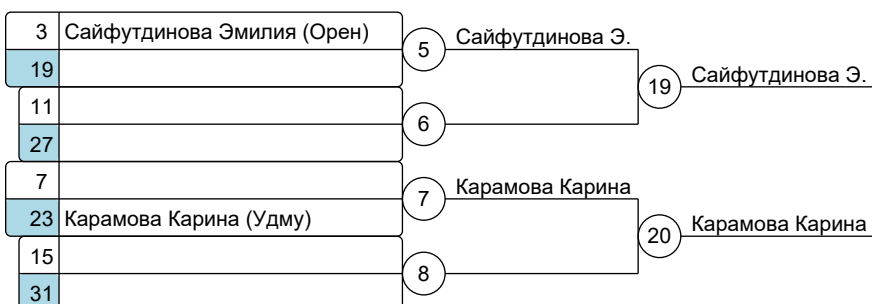 3 Сайфутдинова Эмилия (Орен)
5 Сайфутдинова Э.
19
19 Сайфутдинова Э.
11
6
27
7
7 Карамова Карина
23 Карамова Карина (Удму)
20 Карамова Карина
15
8
31